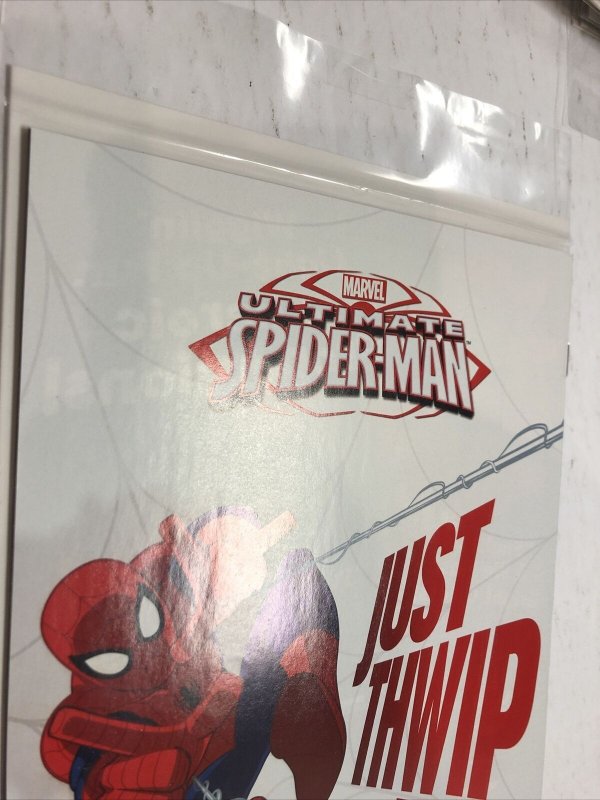 MARVEL
ULTIMATE
SPIDER-MAN
JUST
THWIP